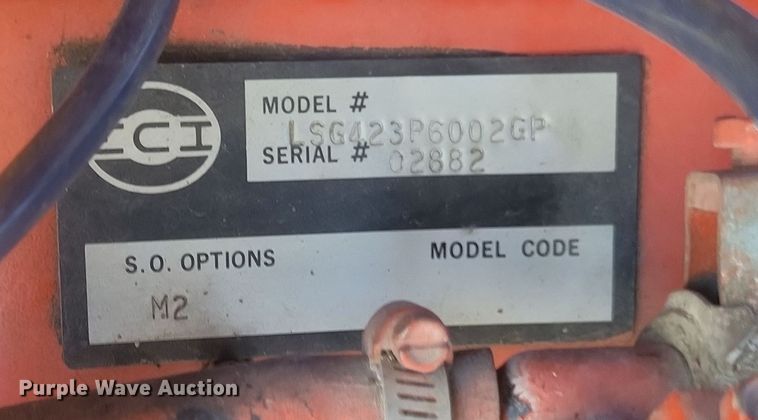 ECI
MODEL #
LSG423P6002GP
SERIAL # 02882
S.O. OPTIONS MODEL CODE
M2
Purple Wave Auction